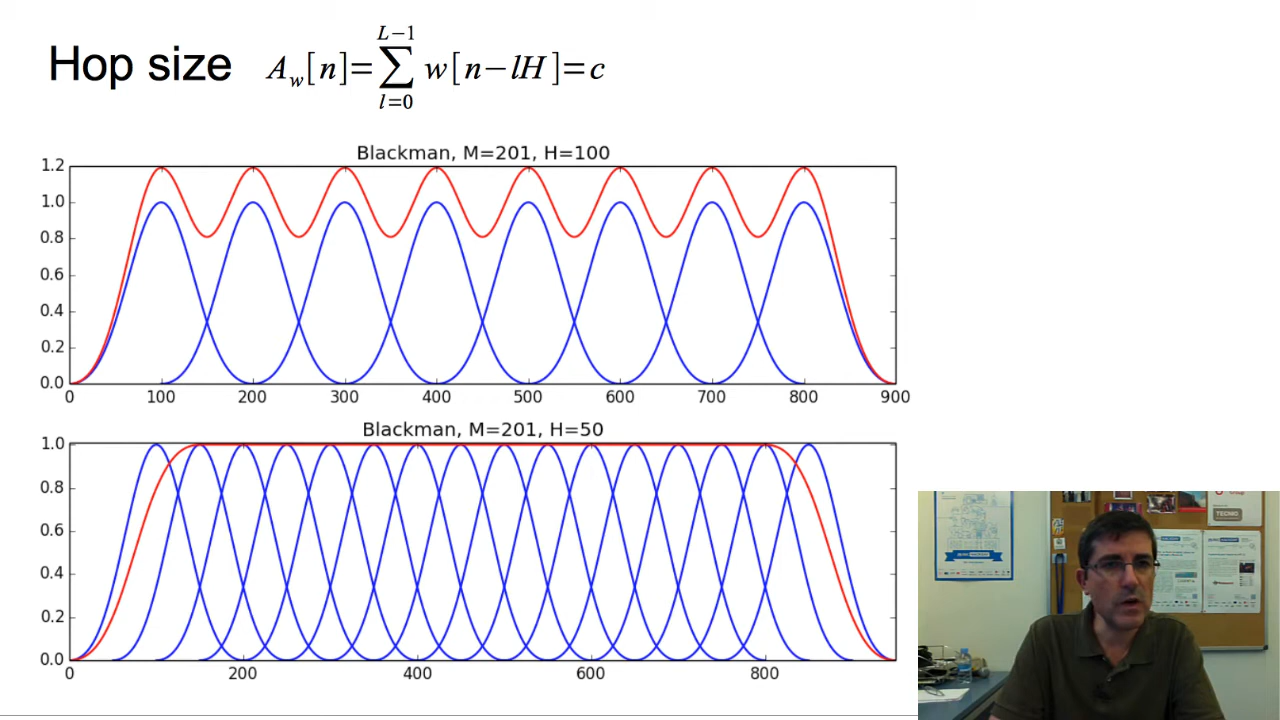 Hop size A_w[n]=∑_{l=0}^{L−1} w[n−lH]=c
Blackman, M=201, H=100
1.2
1.0
0.8
0.6
0.4
0.2
0.0
0 100 200 300 400 500 600 700 800 900
Blackman, M=201, H=50
1.0
0.8
0.6
0.4
0.2
0.0
0 200 400 600 800
TECNIO